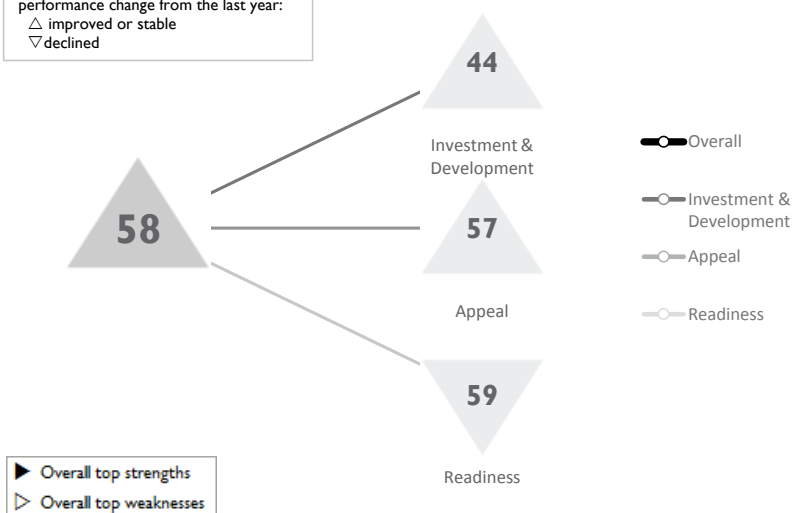 performance change from the last year:
△ improved or stable
▽ declined
44
Investment &
Development
58
57
Appeal
59
Readiness
Overall
Investment &
Development
Appeal
Readiness
▶ Overall top strengths
▷ Overall top weaknesses